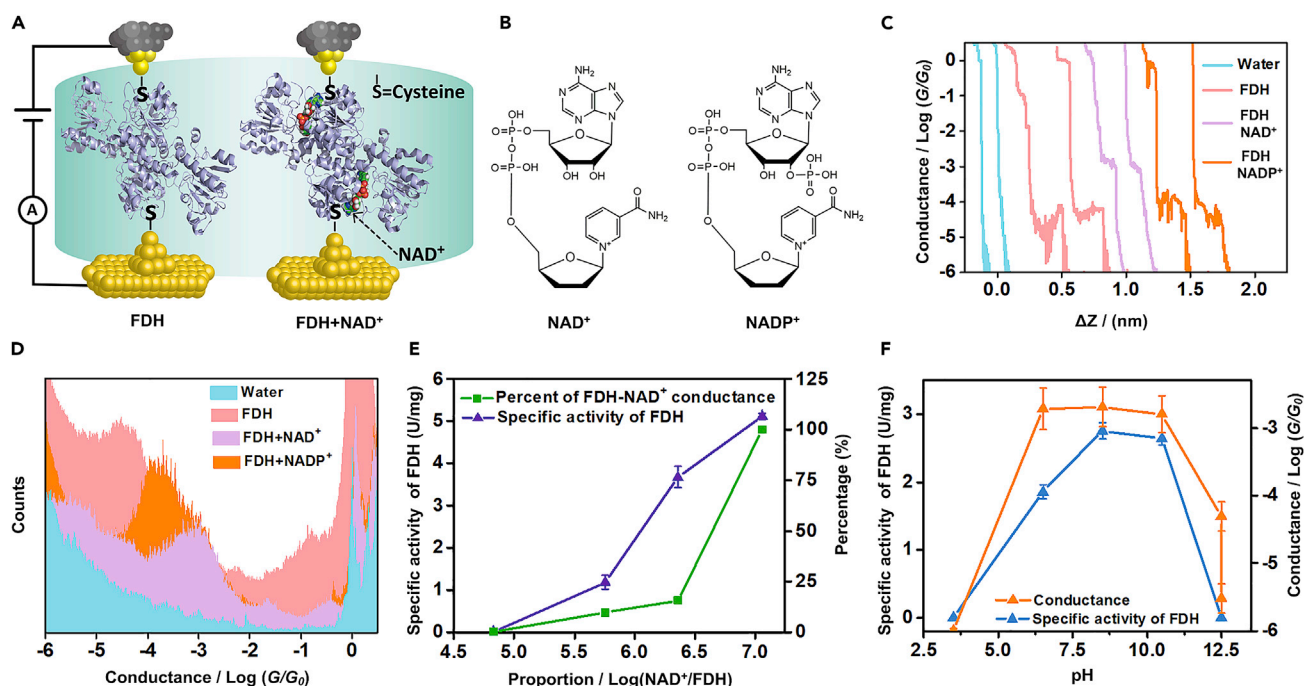 A
S
S
A
FDH
S
S
I
S=Cysteine
NAD⁺
FDH+NAD⁺
B
NH₂
N
N
N
N
OH
O=P—O
O
O
O=P—OH
OH OH
O
O
NH₂
N⁺
O
NAD⁺
NH₂
N
N
N
N
OH
O=P—O
O
O
O=P—OH
OH
O
O=P—OH
OH
O
O
NH₂
N⁺
O
NADP⁺
C
Conductance / Log (G/G₀)
0
-1
-2
-3
-4
-5
-6
Water
FDH
FDH
NAD⁺
FDH
NADP⁺
0.0 0.5 1.0 1.5 2.0
ΔZ / (nm)
D
Counts
Water
FDH
FDH+NAD⁺
FDH+NADP⁺
-6 -5 -4 -3 -2 -1 0
Conductance / Log (G/G₀)
E
Specific activity of FDH (U/mg)
6
5
4
3
2
1
0
Percent of FDH-NAD⁺ conductance
Specific activity of FDH
125
100
75
50
25
0
Percentage (%)
4.5 5.0 5.5 6.0 6.5 7.0
Proportion / Log(NAD⁺/FDH)
F
Specific activity of FDH (U/mg)
3
2
1
0
Conductance
Specific activity of FDH
-3
-4
-5
-6
Conductance / Log (G/G₀)
2.5 5.0 7.5 10.0 12.5
pH